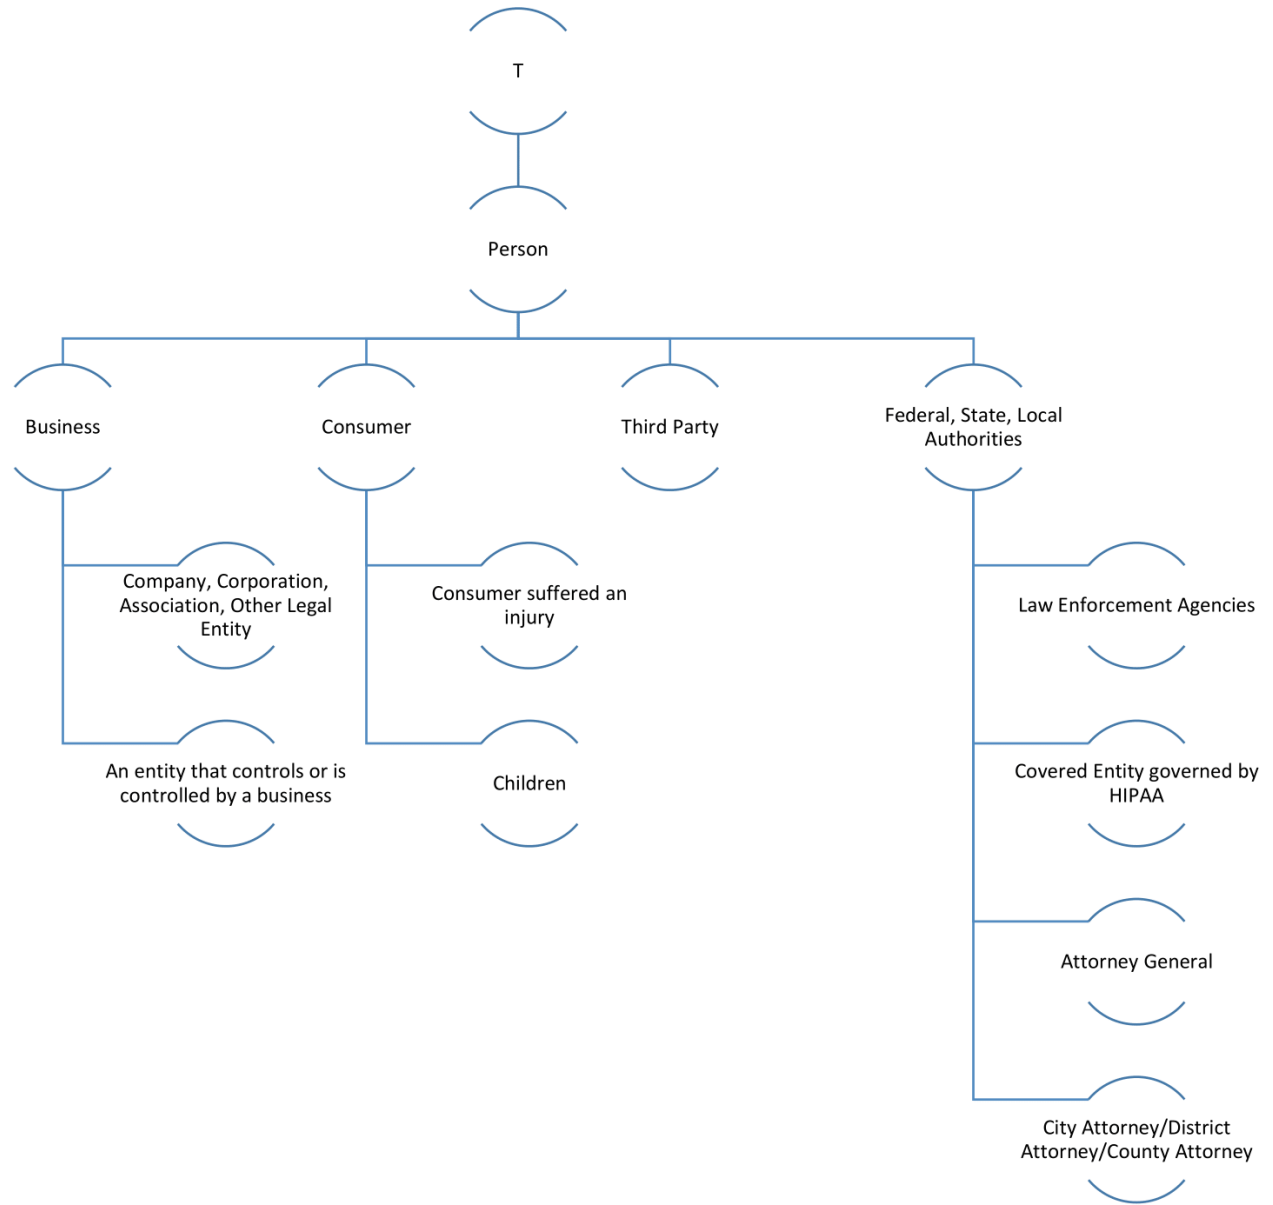 T
Person
Business
Consumer
Third Party
Federal, State, Local
Authorities
Company, Corporation,
Association, Other Legal
Entity
Consumer suffered an
injury
Law Enforcement Agencies
An entity that controls or is
controlled by a business
Children
Covered Entity governed by
HIPAA
Attorney General
City Attorney/District
Attorney/County Attorney